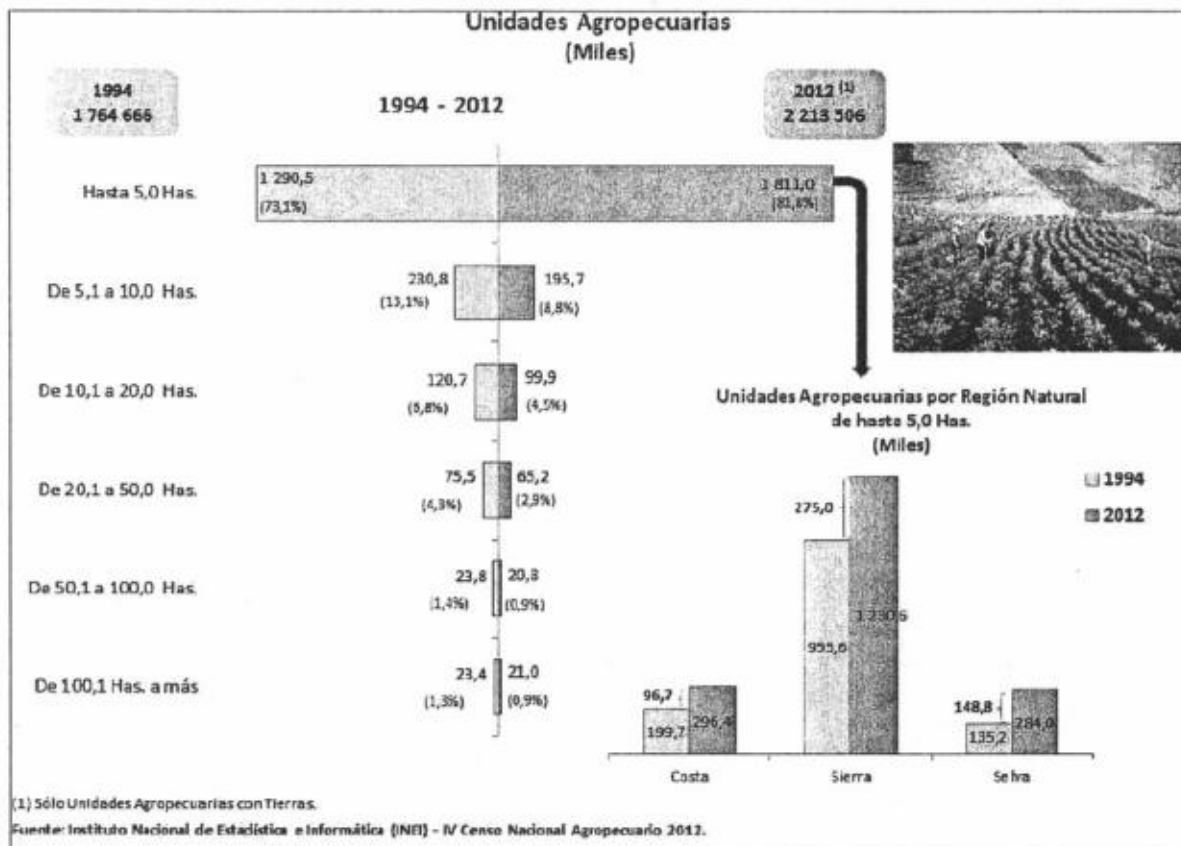 Unidades Agropecuarias
(Miles)
1994
1 764 666
1994 - 2012
2012 (1)
2 213 506
Hasta 5,0 Has.
1 290,5
(73,1%)
1 811,0
(81,8%)
De 5,1 a 10,0 Has.
230,8
(13,1%)
195,7
(8,8%)
De 10,1 a 20,0 Has.
120,7
(6,8%)
99,9
(4,5%)
Unidades Agropecuarias por Región Natural
de hasta 5,0 Has.
(Miles)
De 20,1 a 50,0 Has.
75,5
(4,3%)
65,2
(2,9%)
1994
2012
De 50,1 a 100,0 Has.
23,8
(1,4%)
20,3
(0,9%)
De 100,1 Has. a más
23,4
(1,3%)
21,0
(0,9%)
96,7
199,7
296,4
275,0
955,6
1 230,6
148,8
135,2
284,0
Costa
Sierra
Selva
(1) Sólo Unidades Agropecuarias con Tierras.
Fuente: Instituto Nacional de Estadística e Informática (INEI) - IV Censo Nacional Agropecuario 2012.